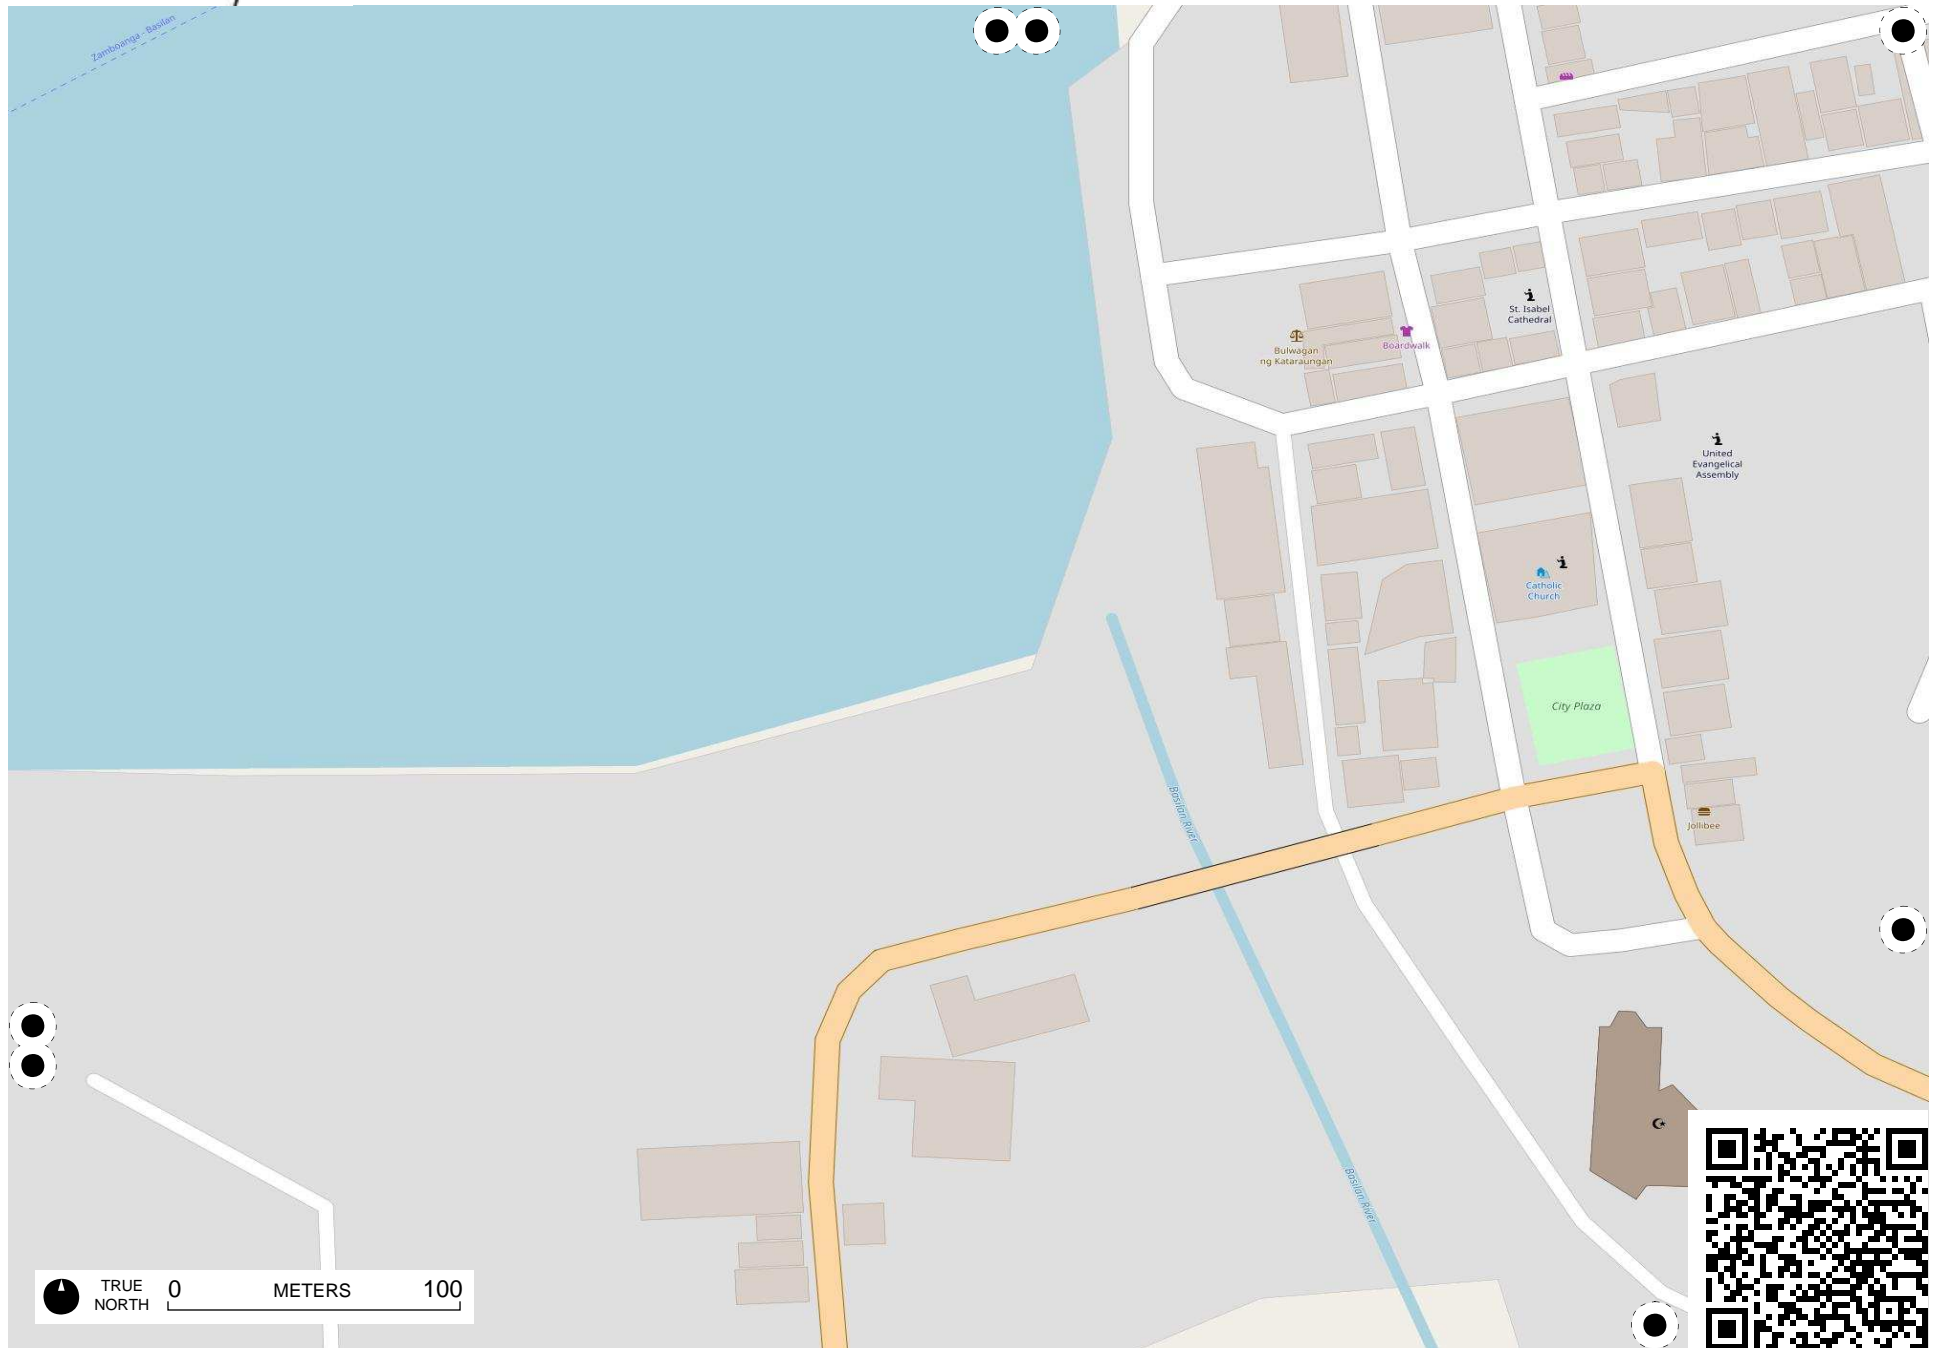 Zamboanga - Basilan
St. Isabel
Cathedral
Bulwagan
ng Kataraungan
Boardwalk
United
Evangelical
Assembly
Catholic
Church
City Plaza
Basilan River
Jollibee
Basilan River
TRUE
NORTH
0 METERS 100